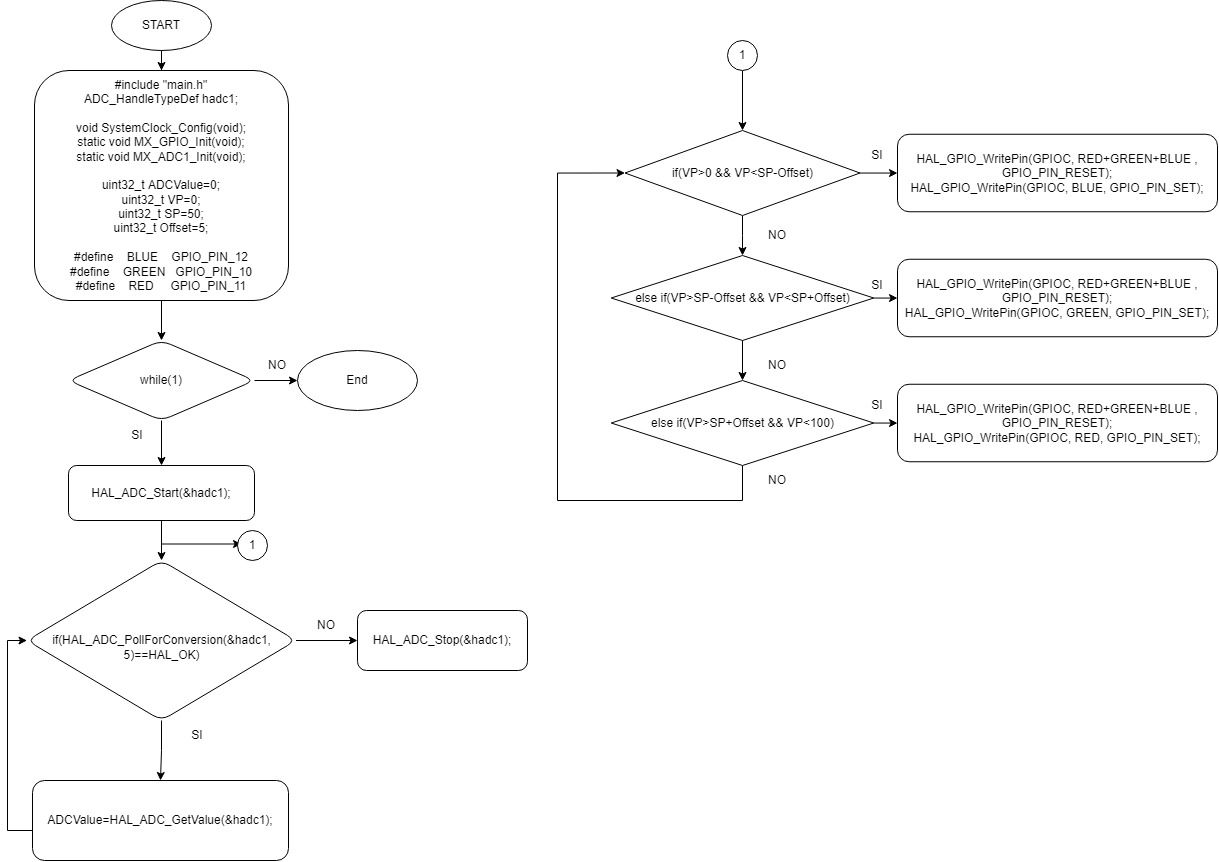 START
#include "main.h"
ADC_HandleTypeDef hadc1;
void SystemClock_Config(void);
static void MX_GPIO_Init(void);
static void MX_ADC1_Init(void);
uint32_t ADCValue=0;
uint32_t VP=0;
uint32_t SP=50;
uint32_t Offset=5;
#define BLUE GPIO_PIN_12
#define GREEN GPIO_PIN_10
#define RED GPIO_PIN_11
while(1)
NO
End
SI
HAL_ADC_Start(&hadc1);
1
if(HAL_ADC_PollForConversion(&hadc1,
5)==HAL_OK)
NO
HAL_ADC_Stop(&hadc1);
SI
ADCValue=HAL_ADC_GetValue(&hadc1);
1
if(VP>0 && VP<SP-Offset)
SI
HAL_GPIO_WritePin(GPIOC, RED+GREEN+BLUE ,
GPIO_PIN_RESET);
HAL_GPIO_WritePin(GPIOC, BLUE, GPIO_PIN_SET);
NO
else if(VP>SP-Offset && VP<SP+Offset)
SI
HAL_GPIO_WritePin(GPIOC, RED+GREEN+BLUE ,
GPIO_PIN_RESET);
HAL_GPIO_WritePin(GPIOC, GREEN, GPIO_PIN_SET);
NO
else if(VP>SP+Offset && VP<100)
SI
HAL_GPIO_WritePin(GPIOC, RED+GREEN+BLUE ,
GPIO_PIN_RESET);
HAL_GPIO_WritePin(GPIOC, RED, GPIO_PIN_SET);
NO